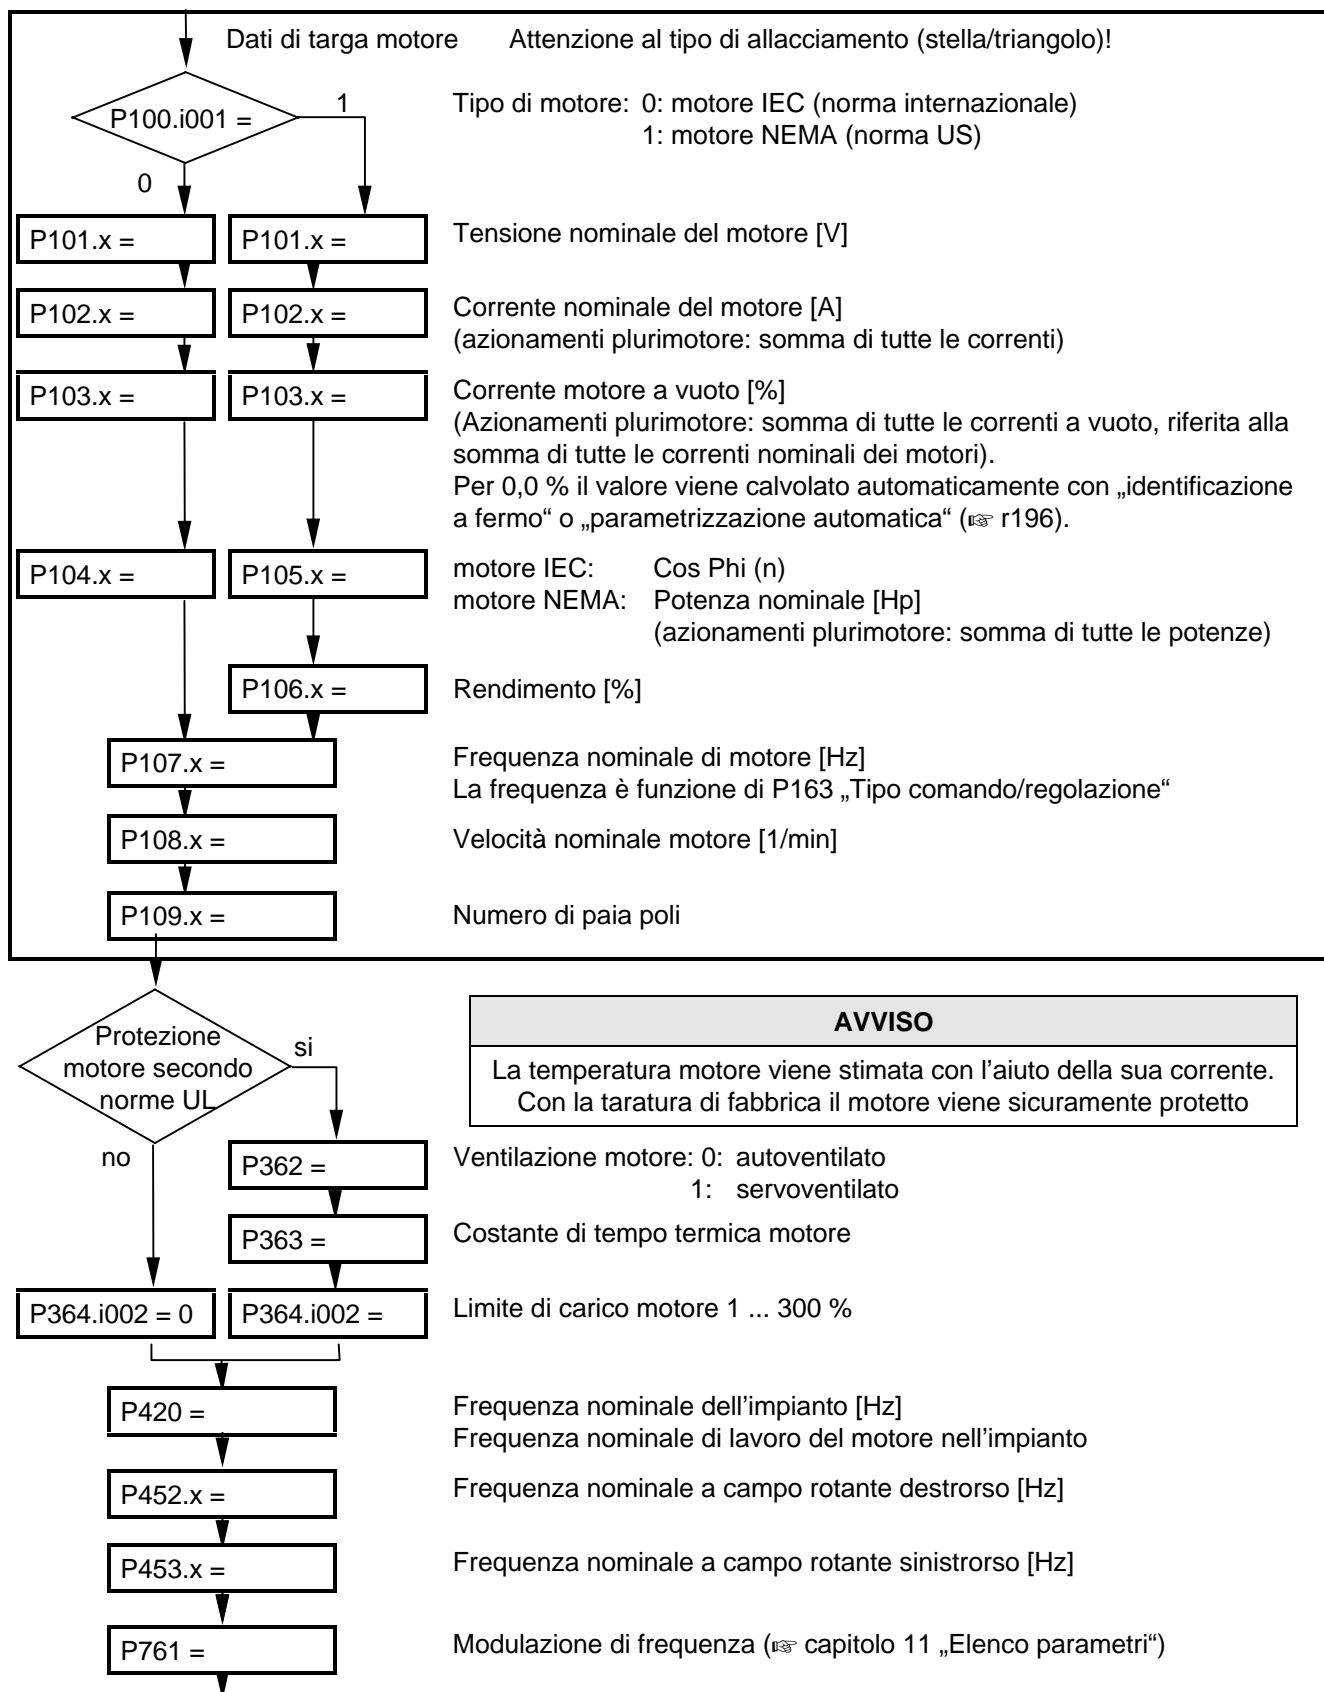 Dati di targa motore Attenzione al tipo di allacciamento (stella/triangolo)!
P100.i001 =
1
0
Tipo di motore: 0: motore IEC (norma internazionale)
1: motore NEMA (norma US)
P101.x = P101.x = Tensione nominale del motore [V]
P102.x = P102.x = Corrente nominale del motore [A]
(azionamenti plurimotore: somma di tutte le correnti)
P103.x = P103.x = Corrente motore a vuoto [%]
(Azionamenti plurimotore: somma di tutte le correnti a vuoto, riferita alla
somma di tutte le correnti nominali dei motori).
Per 0,0 % il valore viene calvolato automaticamente con „identificazione
a fermo“ o „parametrizzazione automatica“ (☞ r196).
P104.x = P105.x = motore IEC: Cos Phi (n)
motore NEMA: Potenza nominale [Hp]
(azionamenti plurimotore: somma di tutte le potenze)
P106.x = Rendimento [%]
P107.x = Frequenza nominale di motore [Hz]
La frequenza è funzione di P163 „Tipo comando/regolazione“
P108.x = Velocità nominale motore [1/min]
P109.x = Numero di paia poli
Protezione
motore secondo
norme UL
si
no
AVVISO
La temperatura motore viene stimata con l'aiuto della sua corrente.
Con la taratura di fabbrica il motore viene sicuramente protetto
P362 = Ventilazione motore: 0: autoventilato
1: servoventilato
P363 = Costante di tempo termica motore
P364.i002 = 0 P364.i002 = Limite di carico motore 1 ... 300 %
P420 = Frequenza nominale dell'impianto [Hz]
Frequenza nominale di lavoro del motore nell'impianto
P452.x = Frequenza nominale a campo rotante destrorso [Hz]
P453.x = Frequenza nominale a campo rotante sinistrorso [Hz]
P761 = Modulazione di frequenza (☞ capitolo 11 „Elenco parametri“)